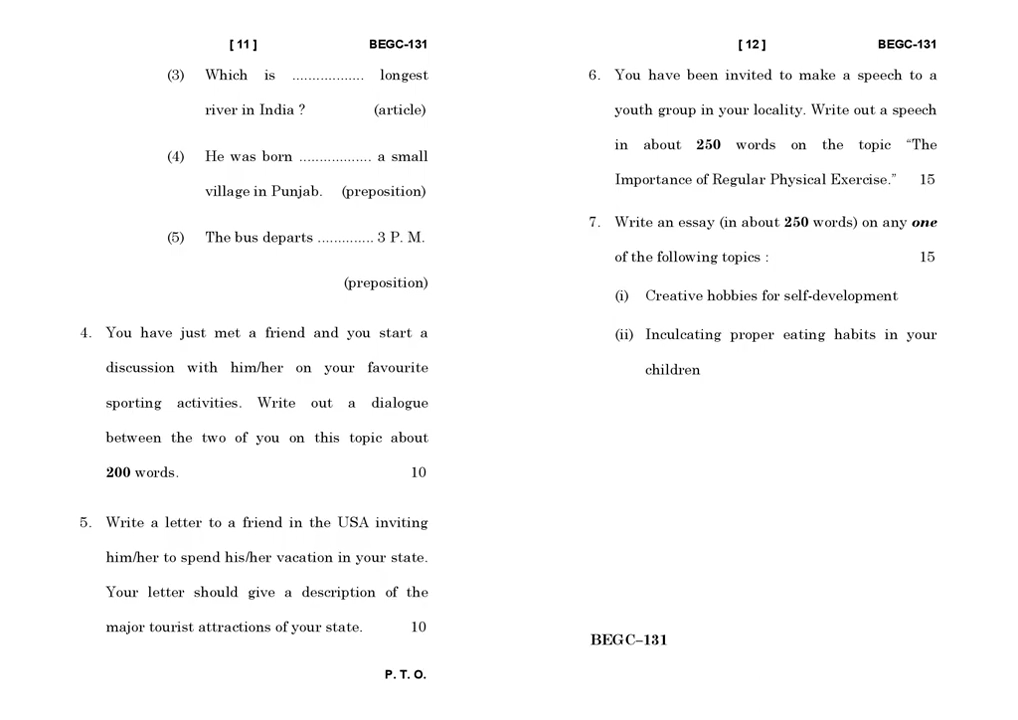 [ 11 ] BEGC-131
(3) Which is .................. longest
river in India ? (article)
(4) He was born .................. a small
village in Punjab. (preposition)
(5) The bus departs .............. 3 P. M.
(preposition)
4. You have just met a friend and you start a
discussion with him/her on your favourite
sporting activities. Write out a dialogue
between the two of you on this topic about
200 words. 10
5. Write a letter to a friend in the USA inviting
him/her to spend his/her vacation in your state.
Your letter should give a description of the
major tourist attractions of your state. 10
P. T. O.
[ 12 ] BEGC-131
6. You have been invited to make a speech to a
youth group in your locality. Write out a speech
in about 250 words on the topic “The
Importance of Regular Physical Exercise.” 15
7. Write an essay (in about 250 words) on any one
of the following topics : 15
(i) Creative hobbies for self-development
(ii) Inculcating proper eating habits in your
children
BEGC–131